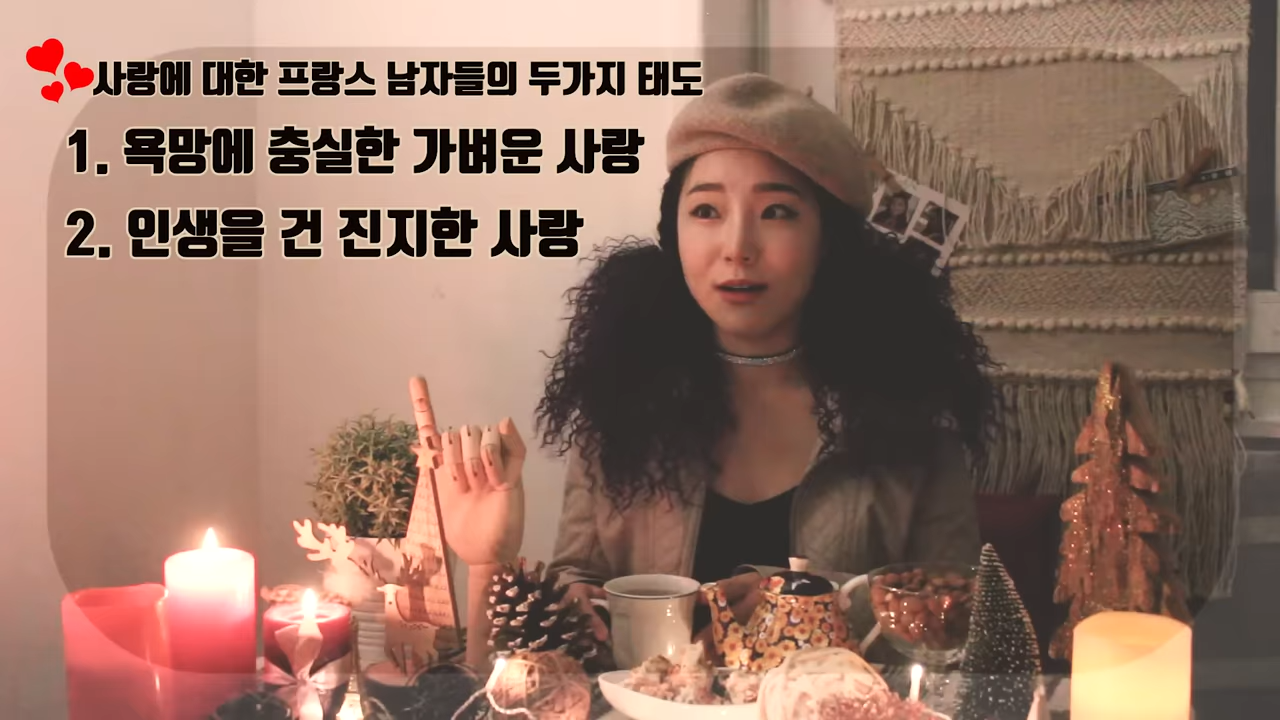 사랑에 대한 프랑스 남자들의 두가지 태도
1. 욕망에 충실한 가벼운 사랑
2. 인생을 건 진지한 사랑